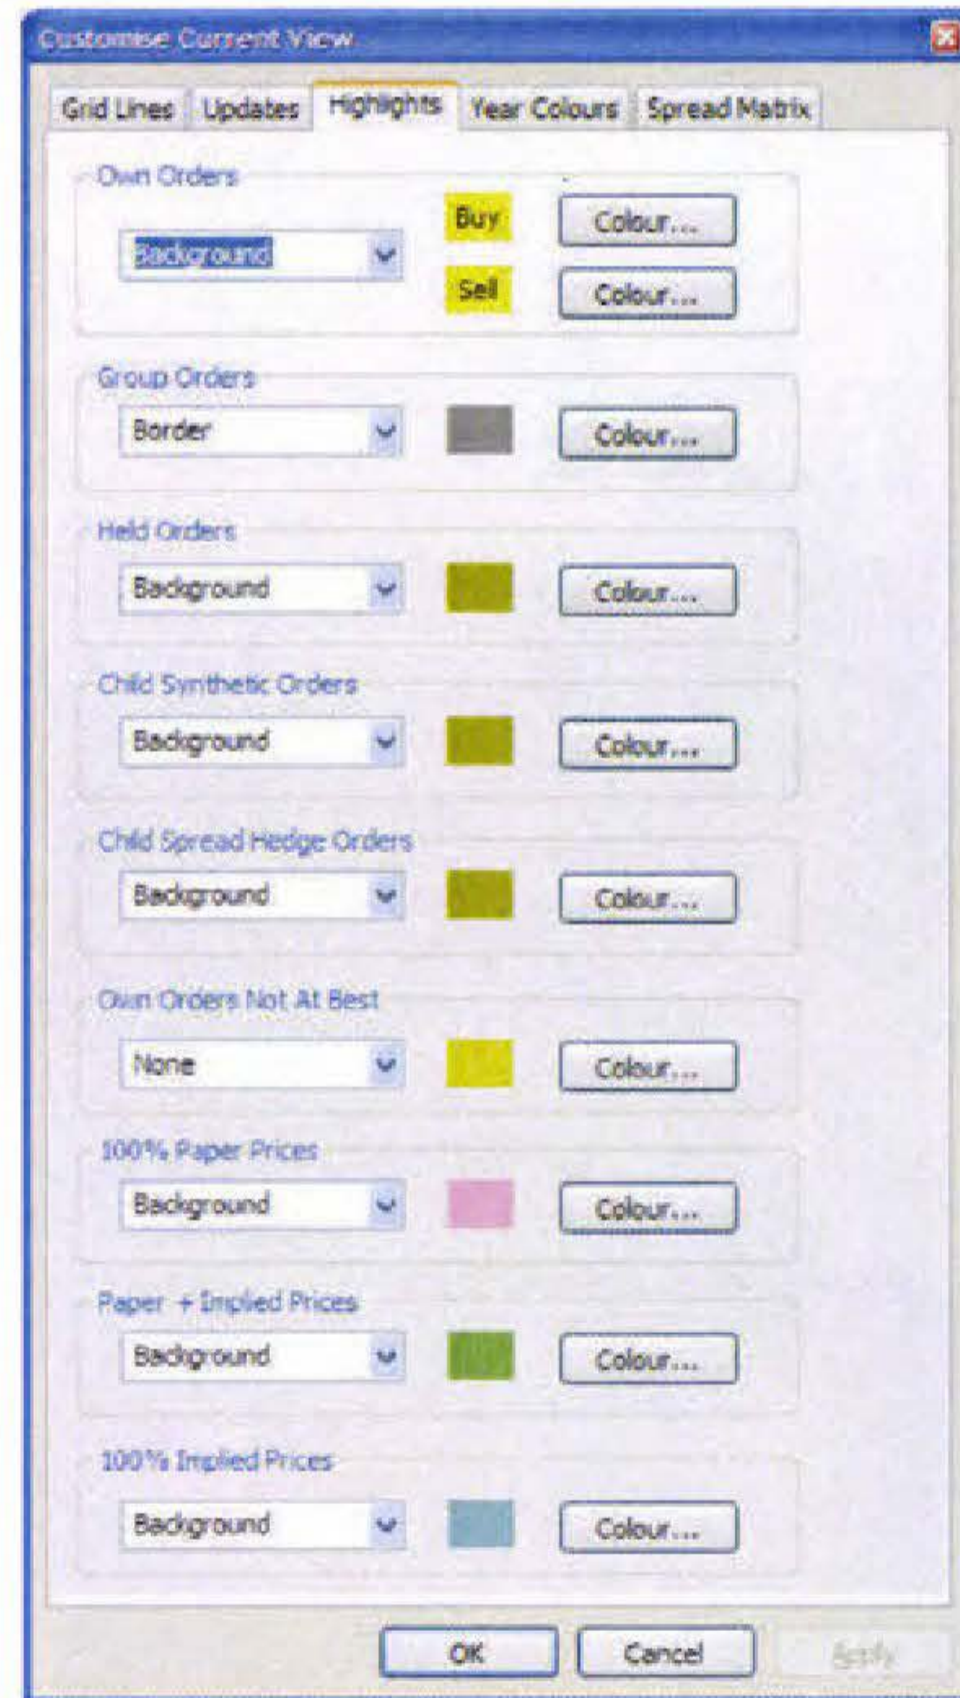 Customise Current View
Grid Lines Updates Highlights Year Colours Spread Matrix
Own Orders
Background Buy Colour...
Sell Colour...
Group Orders
Border Colour...
Held Orders
Background Colour...
Child Synthetic Orders
Background Colour...
Child Spread Hedge Orders
Background Colour...
Own Orders Not At Best
None Colour...
100% Paper Prices
Background Colour...
Paper + Implied Prices
Background Colour...
100% Implied Prices
Background Colour...
OK Cancel Apply